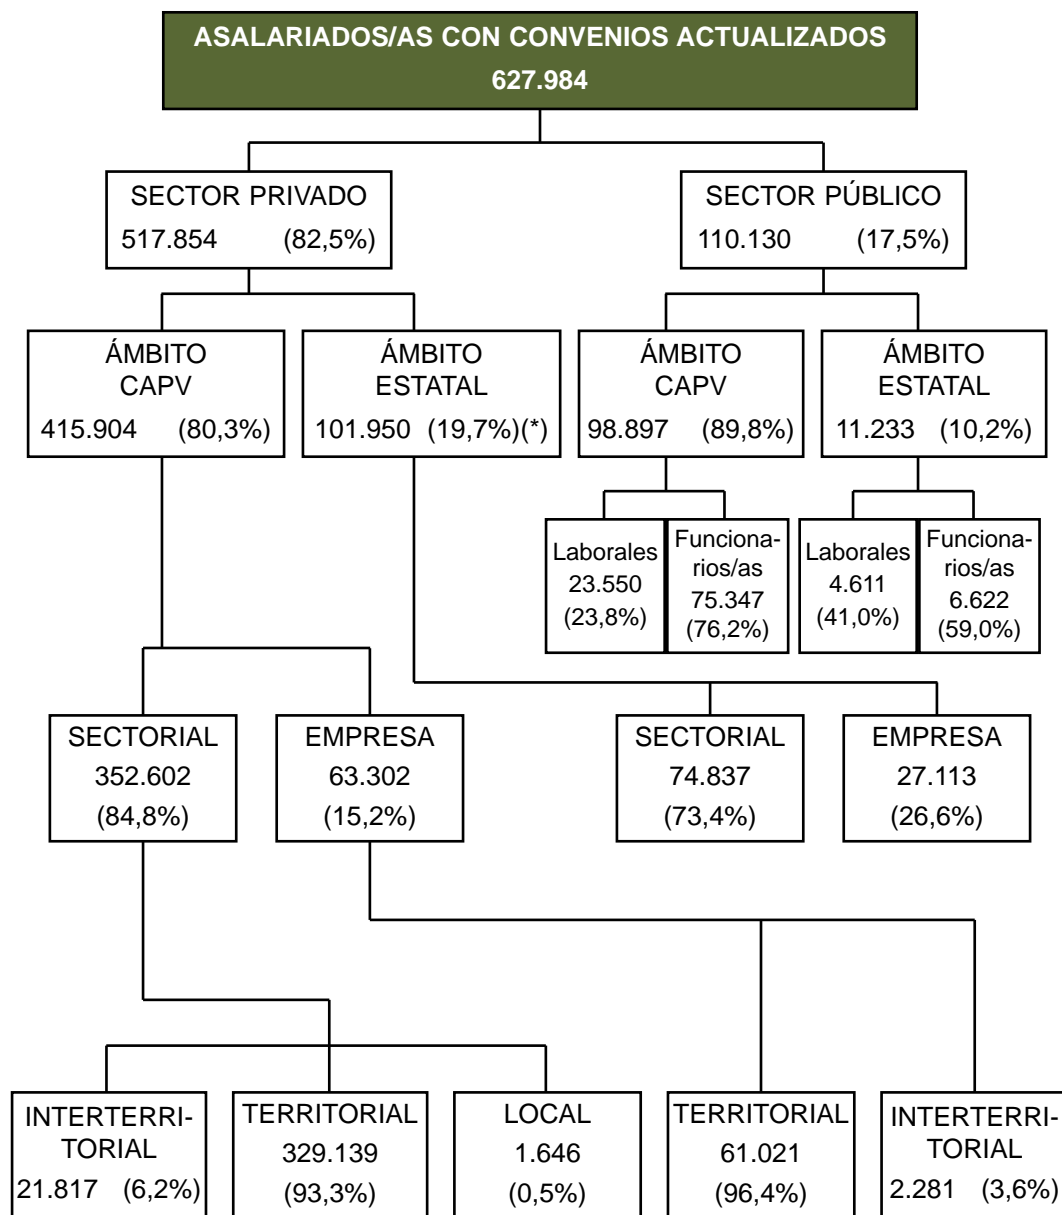 ASALARIADOS/AS CON CONVENIOS ACTUALIZADOS
627.984
SECTOR PRIVADO
517.854 (82,5%)
SECTOR PÚBLICO
110.130 (17,5%)
ÁMBITO
CAPV
415.904 (80,3%)
ÁMBITO
ESTATAL
101.950 (19,7%)(*)
ÁMBITO
CAPV
98.897 (89,8%)
ÁMBITO
ESTATAL
11.233 (10,2%)
Laborales
23.550
(23,8%)
Funciona-
rios/as
75.347
(76,2%)
Laborales
4.611
(41,0%)
Funciona-
rios/as
6.622
(59,0%)
SECTORIAL
352.602
(84,8%)
EMPRESA
63.302
(15,2%)
SECTORIAL
74.837
(73,4%)
EMPRESA
27.113
(26,6%)
INTERTERRI-
TORIAL
21.817 (6,2%)
TERRITORIAL
329.139
(93,3%)
LOCAL
1.646
(0,5%)
TERRITORIAL
61.021
(96,4%)
INTERTERRI-
TORIAL
2.281 (3,6%)